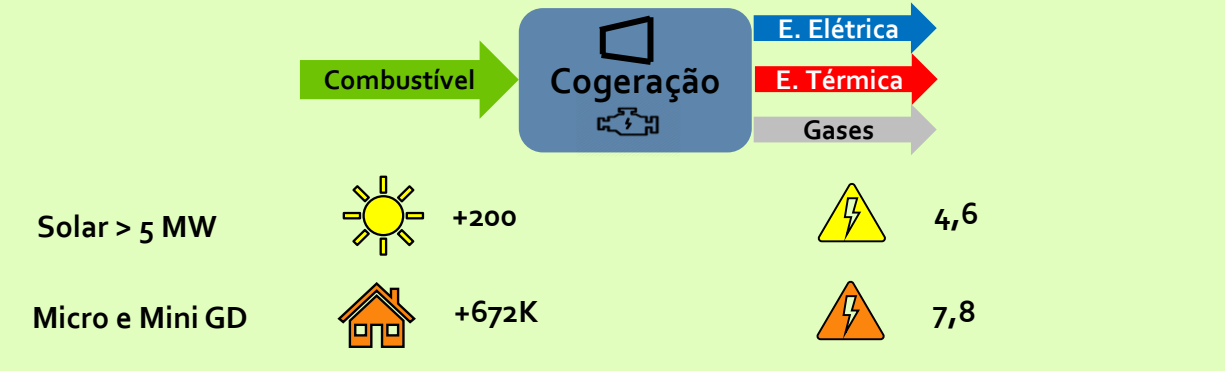 E. Elétrica
Combustível
Cogeração
E. Térmica
Gases
Solar > 5 MW
+200
4,6
Micro e Mini GD
+672K
7,8